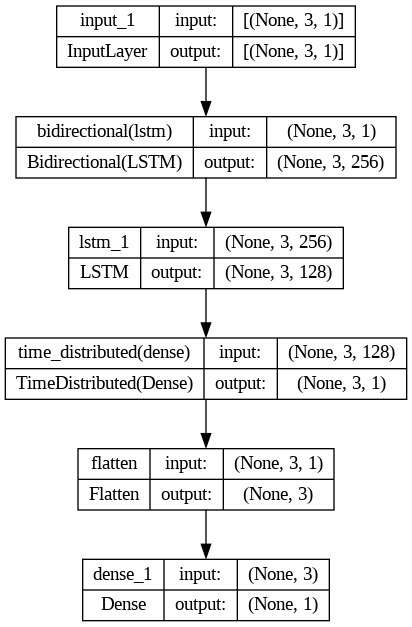 input_1 input: [(None, 3, 1)]
InputLayer output: [(None, 3, 1)]
bidirectional(lstm) input: (None, 3, 1)
Bidirectional(LSTM) output: (None, 3, 256)
lstm_1 input: (None, 3, 256)
LSTM output: (None, 3, 128)
time_distributed(dense) input: (None, 3, 128)
TimeDistributed(Dense) output: (None, 3, 1)
flatten input: (None, 3, 1)
Flatten output: (None, 3)
dense_1 input: (None, 3)
Dense output: (None, 1)